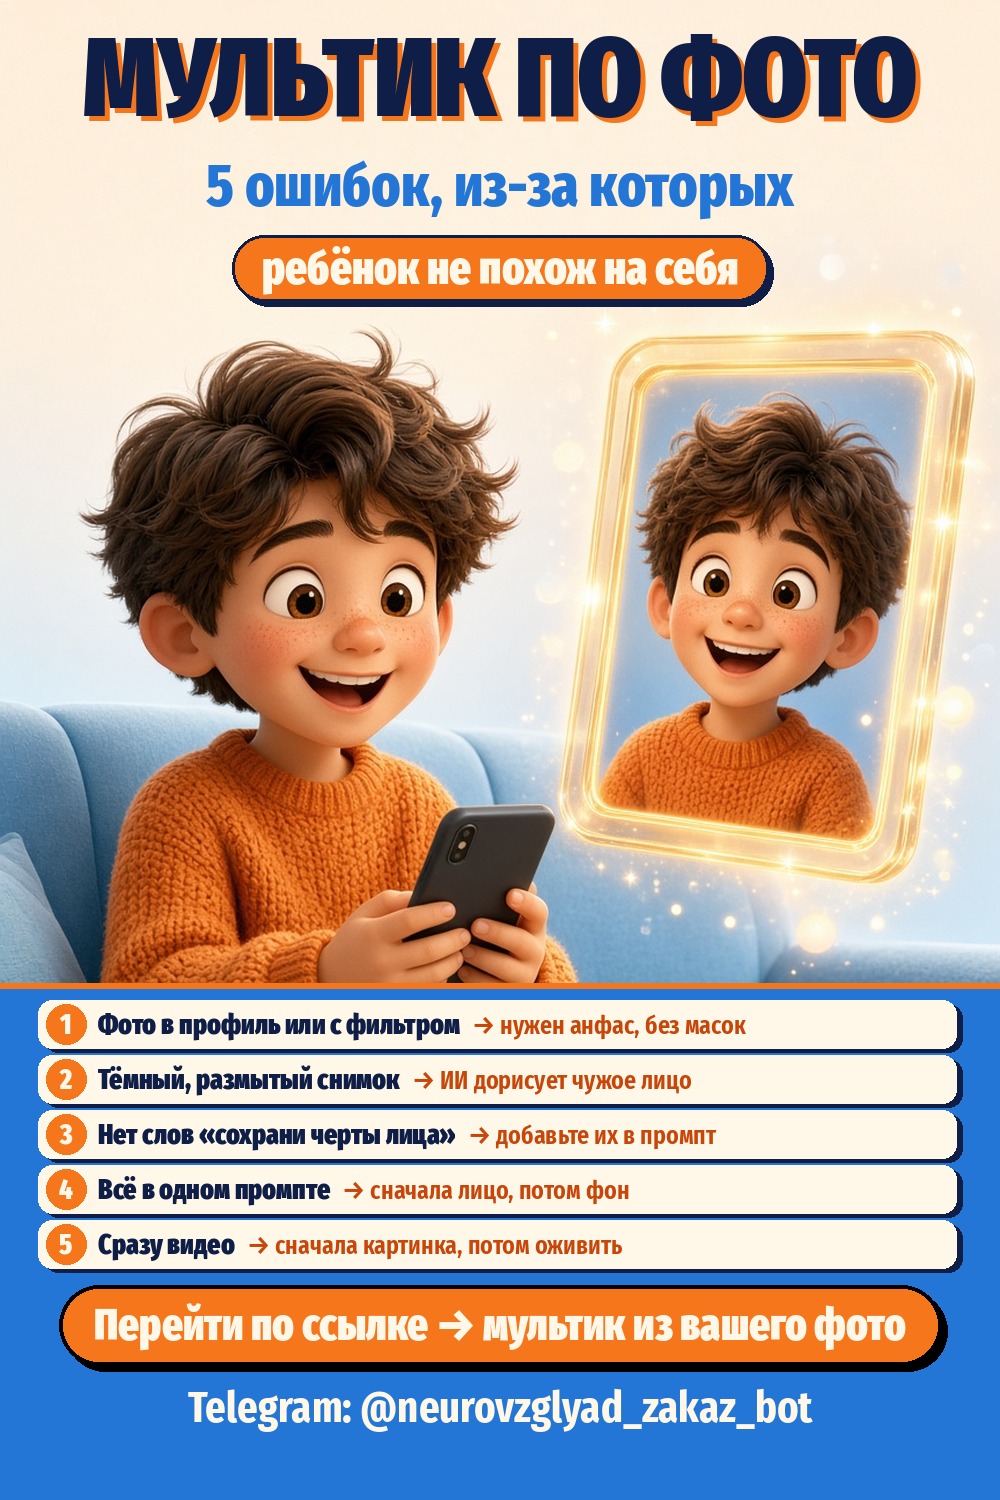 МУЛЬТИК ПО ФОТО
5 ошибок, из-за которых
ребёнок не похож на себя
1 Фото в профиль или с фильтром → нужен анфас, без масок
2 Тёмный, размытый снимок → ИИ дорисует чужое лицо
3 Нет слов «сохрани черты лица» → добавьте их в промпт
4 Всё в одном промпте → сначала лицо, потом фон
5 Сразу видео → сначала картинка, потом оживить
Перейти по ссылке → мультик из вашего фото
Telegram: @neurovzglyad_zakaz_bot